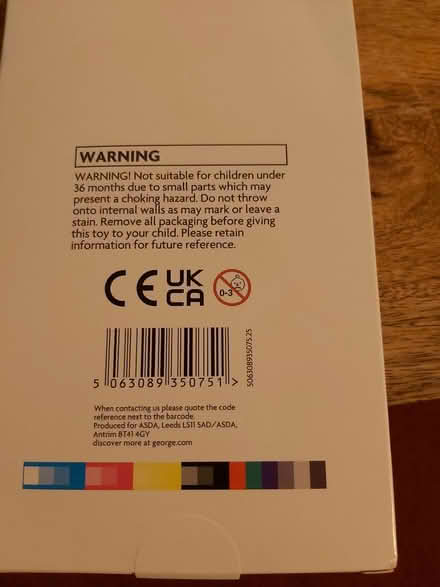 WARNING
WARNING! Not suitable for children under
36 months due to small parts which may
present a choking hazard. Do not throw
onto internal walls as may mark or leave a
stain. Remove all packaging before giving
this toy to your child. Please retain
information for future reference.
CE UK
CA
0-3
5 063089 350751 >
5063089350751.25
When contacting us please quote the code
reference next to the barcode.
Produced for ASDA, Leeds LS11 5AD/ASDA,
Antrim BT41 4GY
discover more at george.com